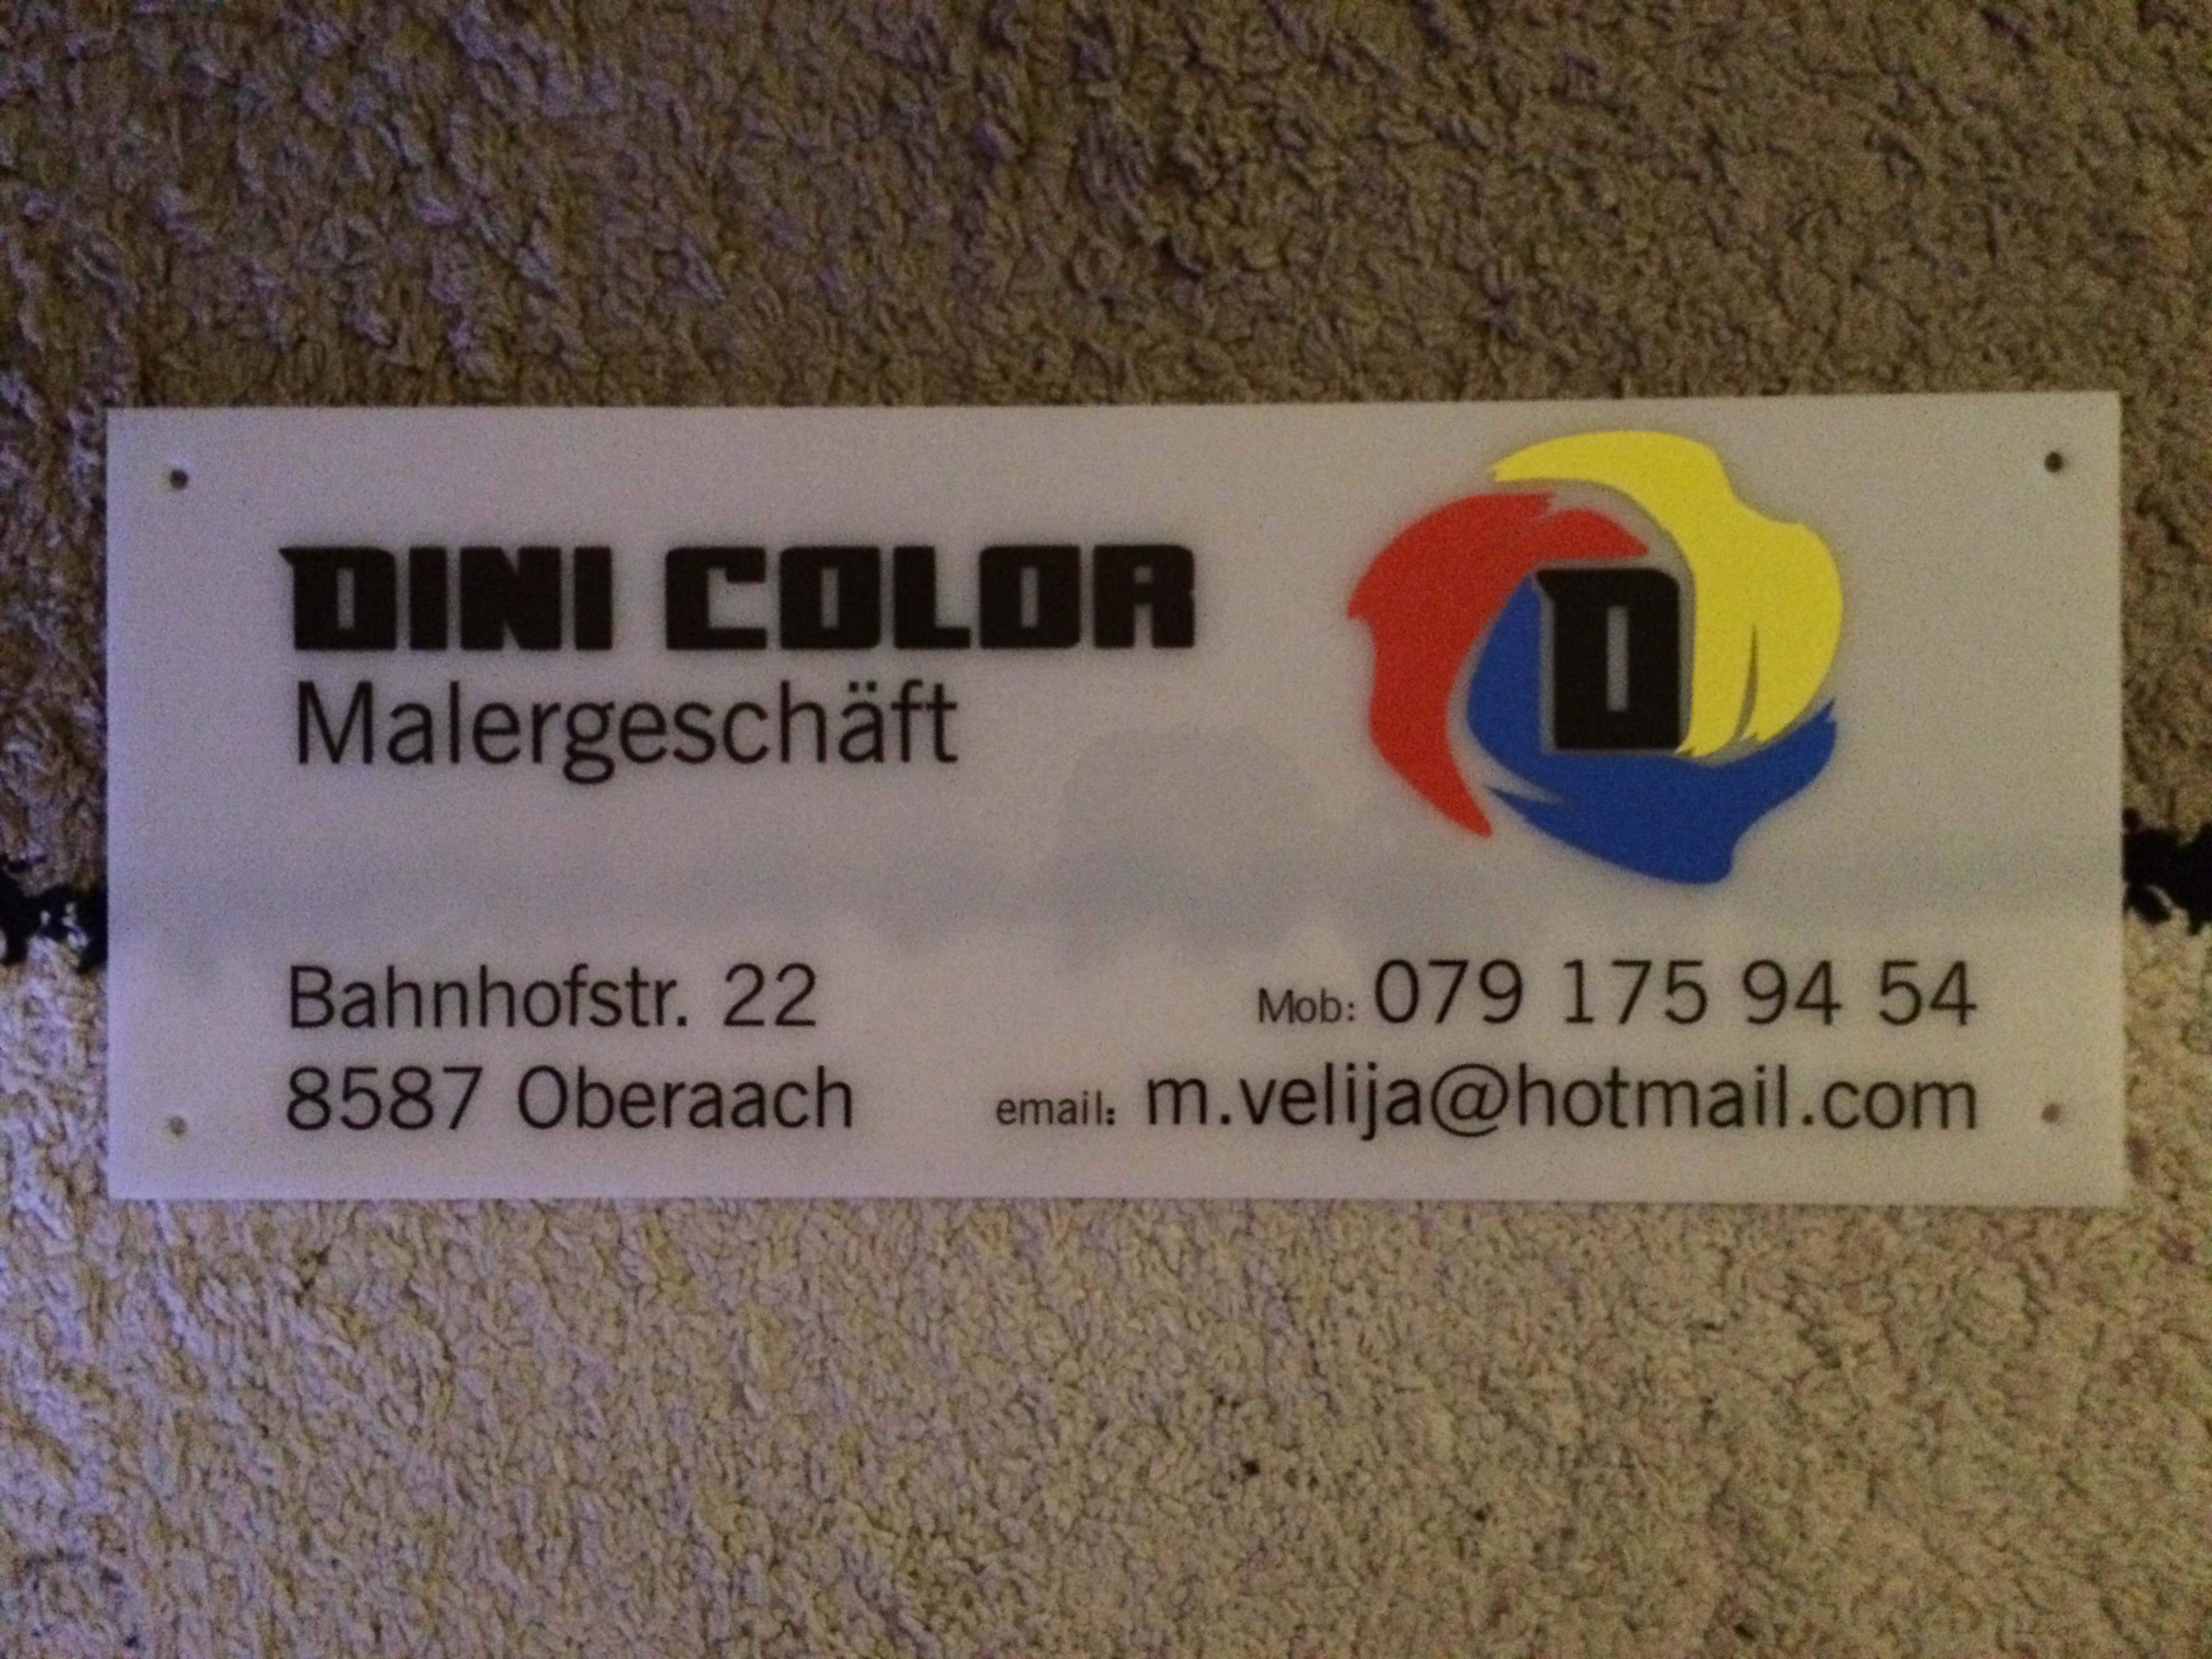 DINI COLOR
Malergeschäft
D
Bahnhofstr. 22
8587 Oberaach
Mob: 079 175 94 54
email: m.velija@hotmail.com